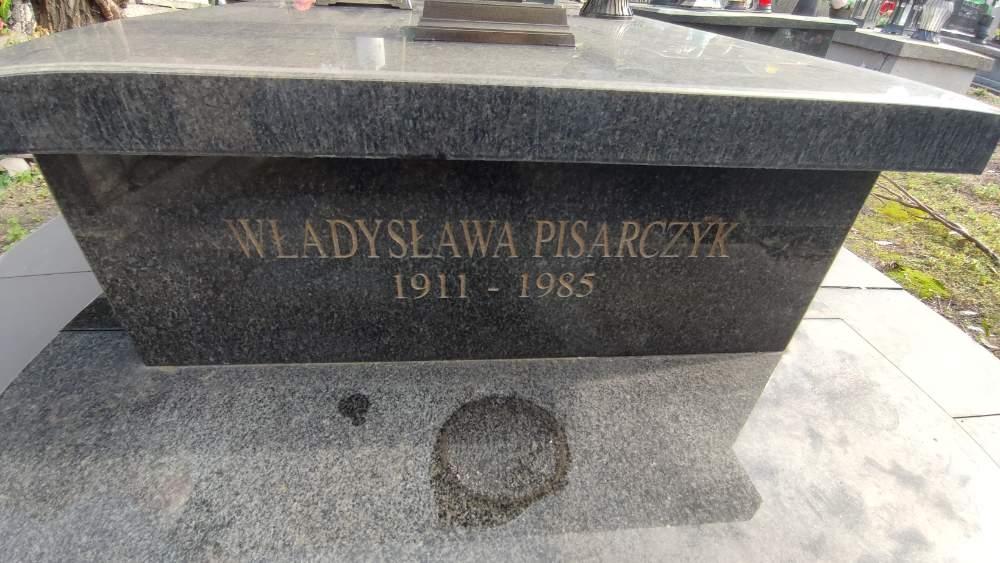 WŁADYSŁAWA PISARCZYK
1911 - 1985